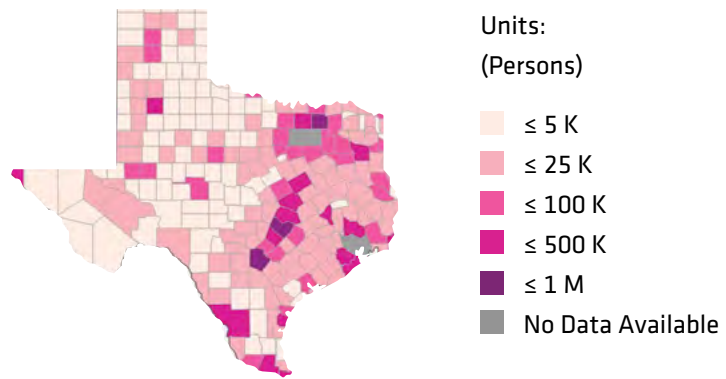 Units:
(Persons)
≤ 5 K
≤ 25 K
≤ 100 K
≤ 500 K
≤ 1 M
No Data Available